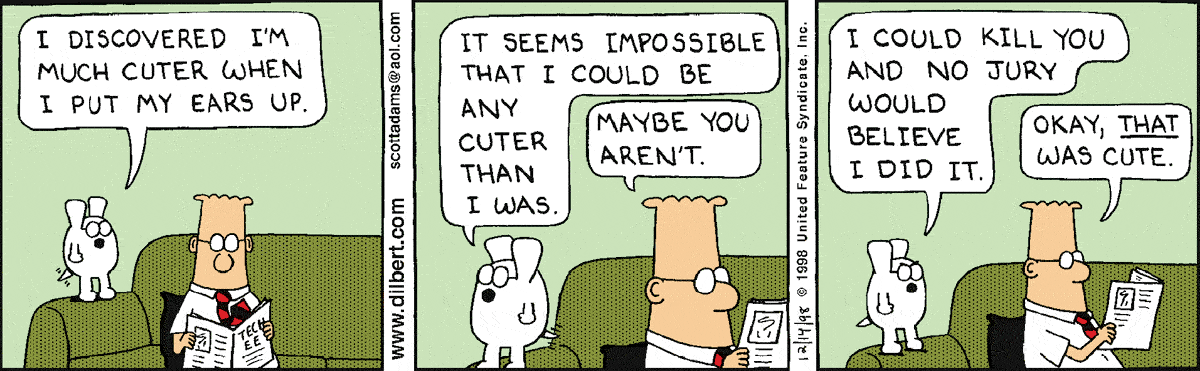 I DISCOVERED I'M
MUCH CUTER WHEN
I PUT MY EARS UP.
TECH
EE
www.dilbert.com scottadams@aol.com
IT SEEMS IMPOSSIBLE
THAT I COULD BE
ANY
CUTER
THAN
I WAS.
MAYBE YOU
AREN'T.
12/14/98 © 1998 United Feature Syndicate, Inc.
I COULD KILL YOU
AND NO JURY
WOULD
BELIEVE
I DID IT.
OKAY, THAT
WAS CUTE.